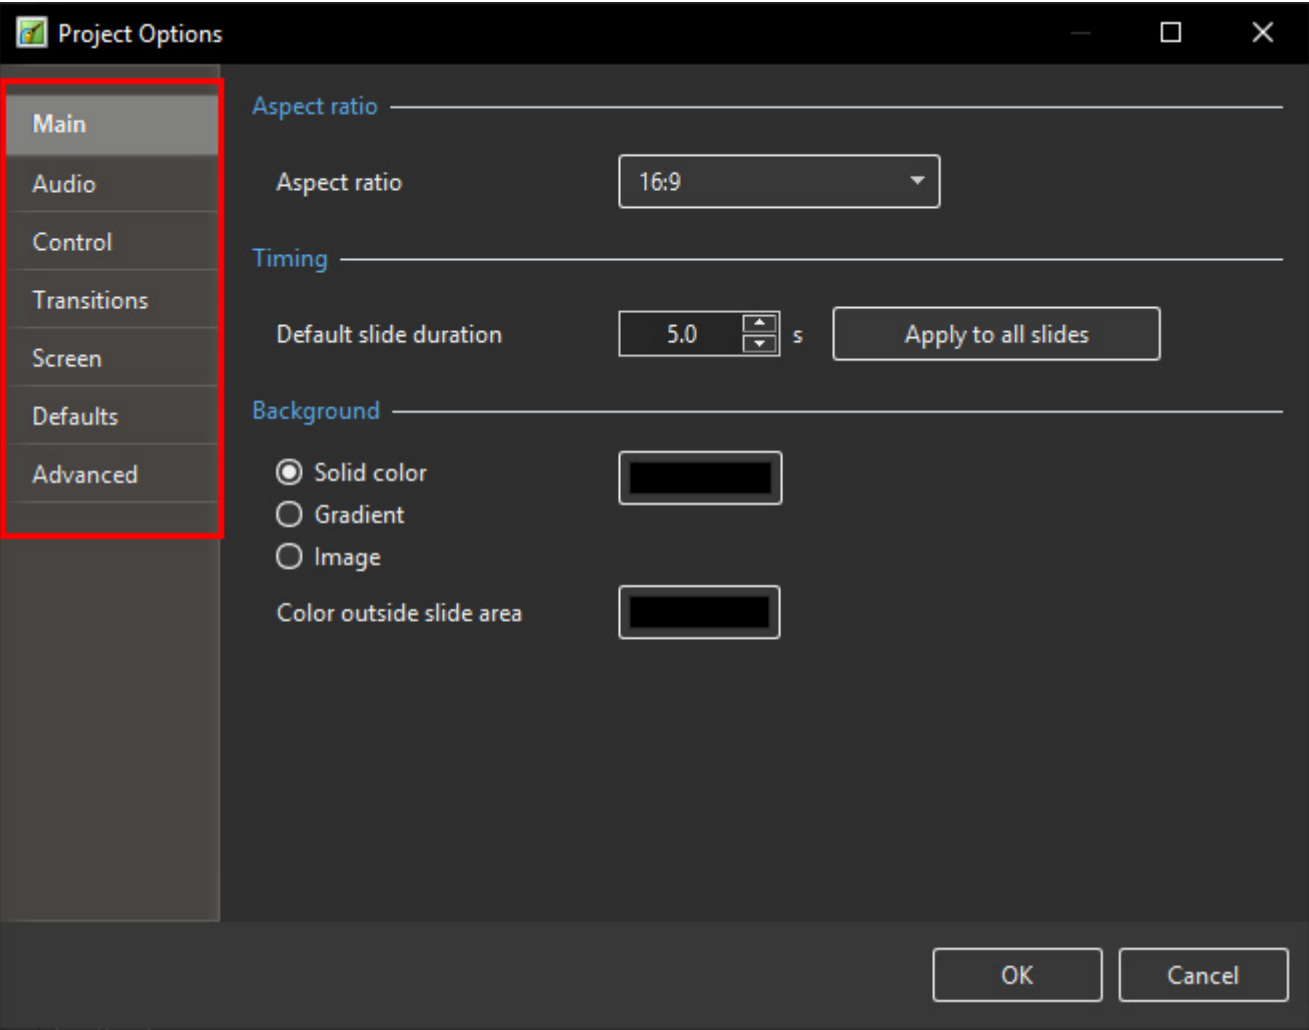 Project Options
Main
Audio
Control
Transitions
Screen
Defaults
Advanced
Aspect ratio
Aspect ratio 16:9
Timing
Default slide duration 5.0 s Apply to all slides
Background
Solid color
Gradient
Image
Color outside slide area
OK Cancel